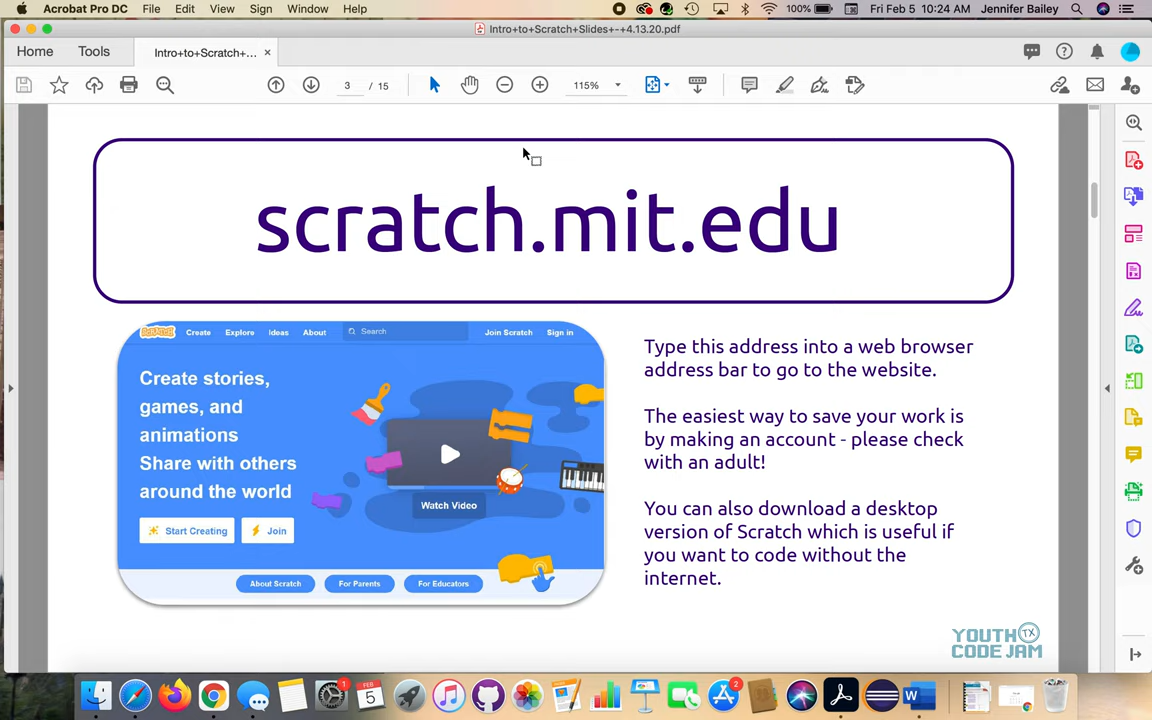 Acrobat Pro DC File Edit View Sign Window Help 100% Fri Feb 5 10:24 AM Jennifer Bailey
Intro+to+Scratch+Slides+-+4.13.20.pdf
Home Tools Intro+to+Scratch+... ×
3 / 15 115%
scratch.mit.edu
SCRATCH Create Explore Ideas About Search Join Scratch Sign in
Create stories,
games, and
animations
Share with others
around the world
Start Creating Join
Watch Video
About Scratch For Parents For Educators
Type this address into a web browser
address bar to go to the website.
The easiest way to save your work is
by making an account - please check
with an adult!
You can also download a desktop
version of Scratch which is useful if
you want to code without the
internet.
YOUTH TX
CODE JAM
1 FEB 5 2 W